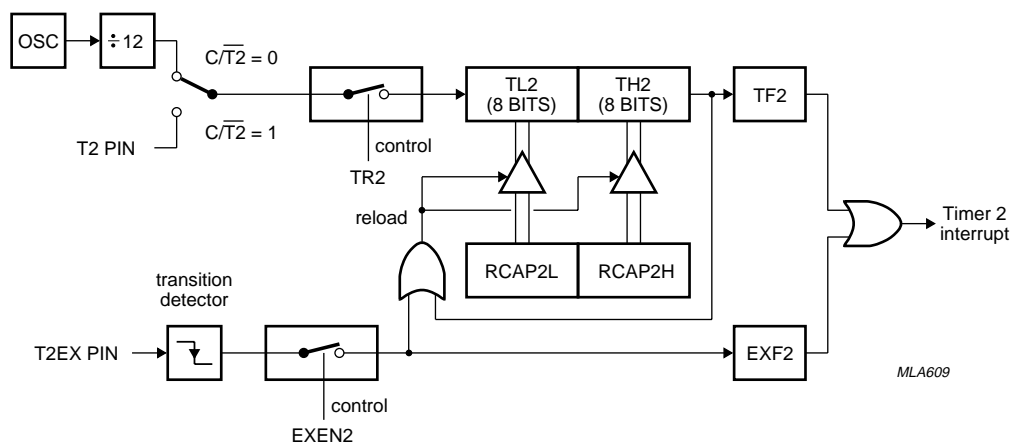 OSC
÷ 12
C/T2̅ = 0
C/T2̅ = 1
T2 PIN
control
TR2
TL2
(8 BITS)
TH2
(8 BITS)
TF2
reload
RCAP2L
RCAP2H
Timer 2
interrupt
transition
detector
T2EX PIN
control
EXEN2
EXF2
MLA609